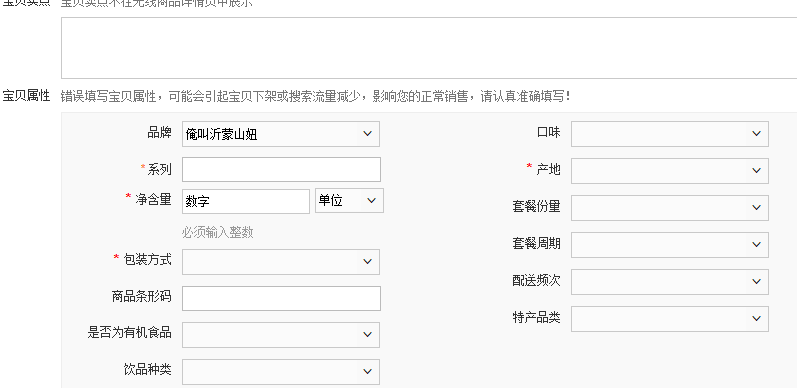 宝贝卖点 宝贝卖点不在无线商品详情页中展示
宝贝属性 错误填写宝贝属性，可能会引起宝贝下架或搜索流量减少，影响您的正常销售，请认真准确填写！
品牌 俺叫沂蒙山妞 口味
*系列 * 产地
* 净含量 数字 单位 套餐份量
必须输入整数
套餐周期
* 包装方式 配送频次
商品条形码 特产品类
是否为有机食品
饮品种类